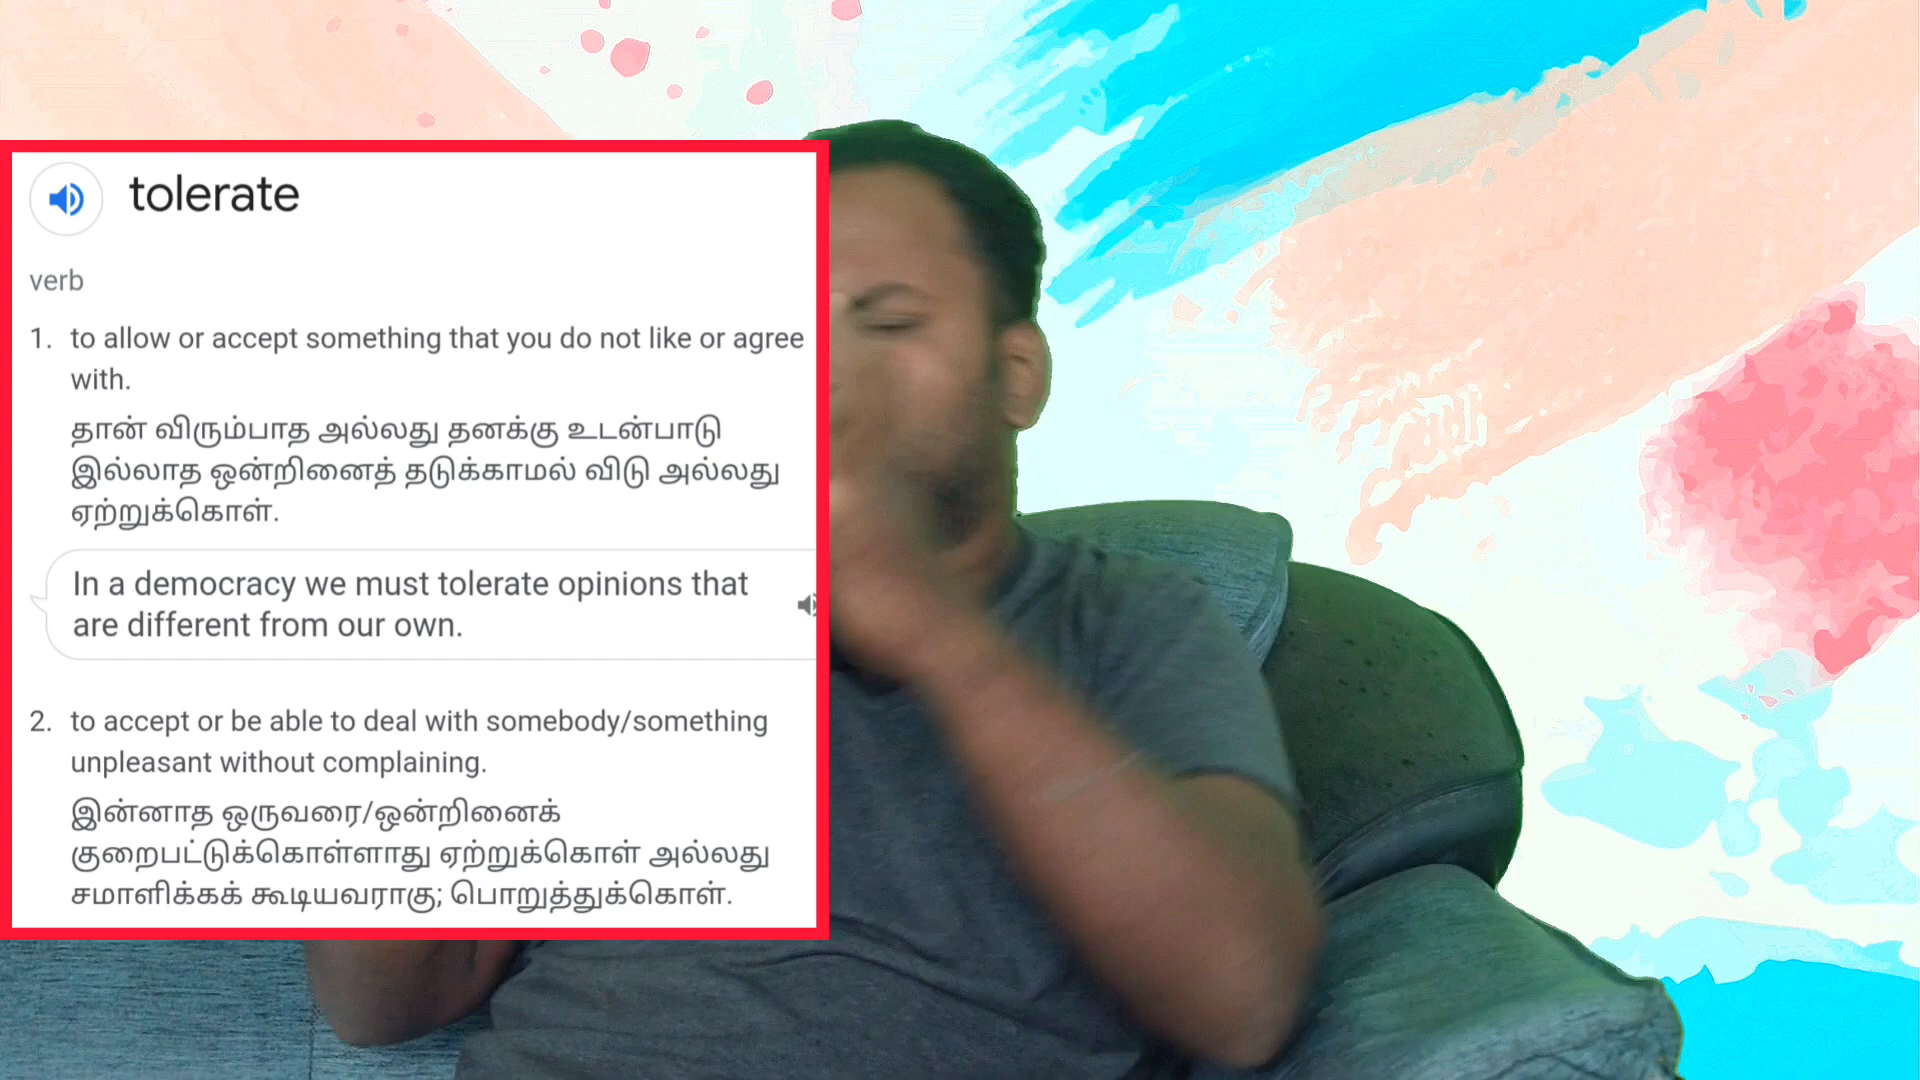 tolerate
verb
1. to allow or accept something that you do not like or agree
with.
தான் விரும்பாத அல்லது தனக்கு உடன்பாடு
இல்லாத ஒன்றினைத் தடுக்காமல் விடு அல்லது
ஏற்றுக்கொள்.
In a democracy we must tolerate opinions that
are different from our own.
2. to accept or be able to deal with somebody/something
unpleasant without complaining.
இன்னாத ஒருவரை/ஒன்றினைக்
குறைபட்டுக்கொள்ளாது ஏற்றுக்கொள் அல்லது
சமாளிக்கக் கூடியவராகு; பொறுத்துக்கொள்.